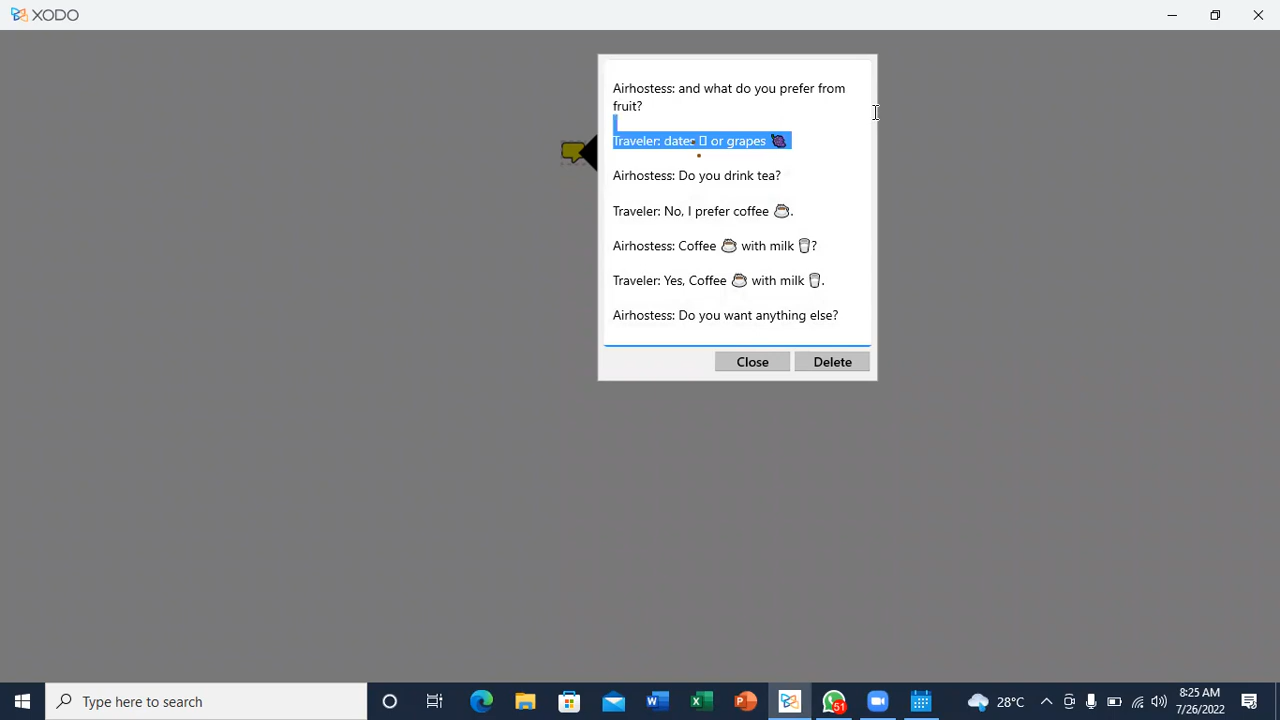 XODO
Airhostess: and what do you prefer from
fruit?
Traveler: dates or grapes 🍇
Airhostess: Do you drink tea?
Traveler: No, I prefer coffee ☕.
Airhostess: Coffee ☕ with milk 🥛?
Traveler: Yes, Coffee ☕ with milk 🥛.
Airhostess: Do you want anything else?
Close Delete
Type here to search
51
28°C
8:25 AM
7/26/2022